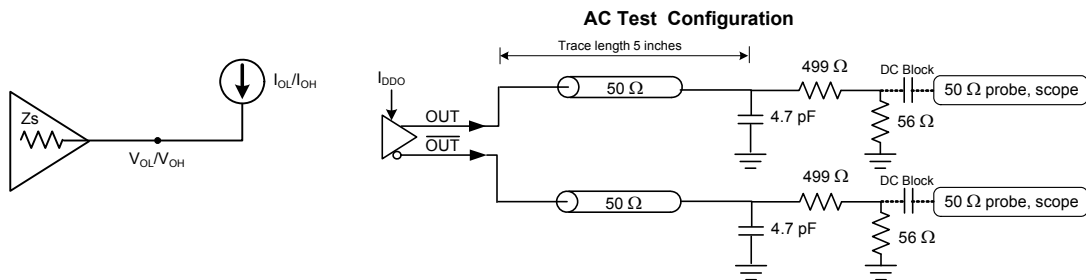 AC Test Configuration
Trace length 5 inches
Zs
V_OL/V_OH
I_OL/I_OH
I_DDO
OUT
OUT
50 Ω
4.7 pF
499 Ω
DC Block
56 Ω
50 Ω probe, scope
50 Ω
4.7 pF
499 Ω
DC Block
56 Ω
50 Ω probe, scope